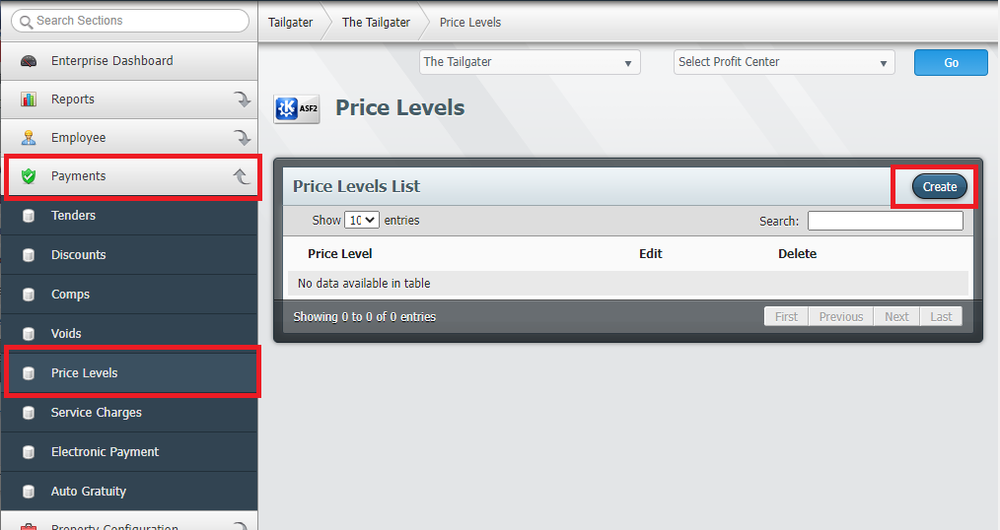 Search Sections
Tailgater The Tailgater Price Levels
Enterprise Dashboard
Reports
Employee
Payments
Tenders
Discounts
Comps
Voids
Price Levels
Service Charges
Electronic Payment
Auto Gratuity
Property Configuration
The Tailgater Select Profit Center Go
ASF2 Price Levels
Price Levels List Create
Show 10 entries Search:
Price Level Edit Delete
No data available in table
Showing 0 to 0 of 0 entries First Previous Next Last